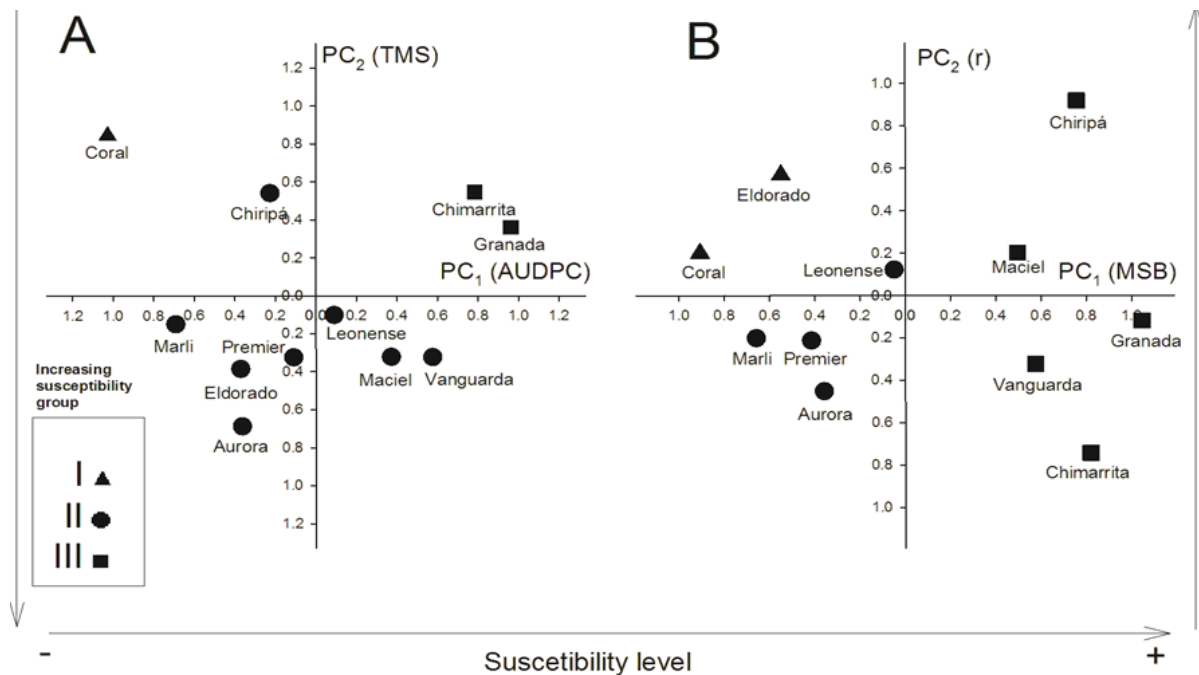 A
PC2 (TMS)
1.2
1.0
0.8
0.6
0.4
0.2
0.0
1.2 1.0 0.8 0.6 0.4 0.2 0.2 0.4 0.6 0.8 1.0 1.2
0.2
0.4
0.6
0.8
1.0
1.2
PC1 (AUDPC)
Coral
Chiripá
Chimarrita
Granada
Marli
Premier
Leonense
Eldorado
Maciel
Vanguarda
Aurora
B
PC2 (r)
1.0
0.8
0.6
0.4
0.2
0.0
1.0 0.8 0.6 0.4 0.2 0.2 0.4 0.6 0.8 1.0
0.2
0.4
0.6
0.8
1.0
PC1 (MSB)
Chiripá
Eldorado
Coral
Leonense
Maciel
Granada
Marli
Premier
Vanguarda
Aurora
Chimarrita
Increasing
susceptibility
group
I
II
III
- +
Suscetibility level